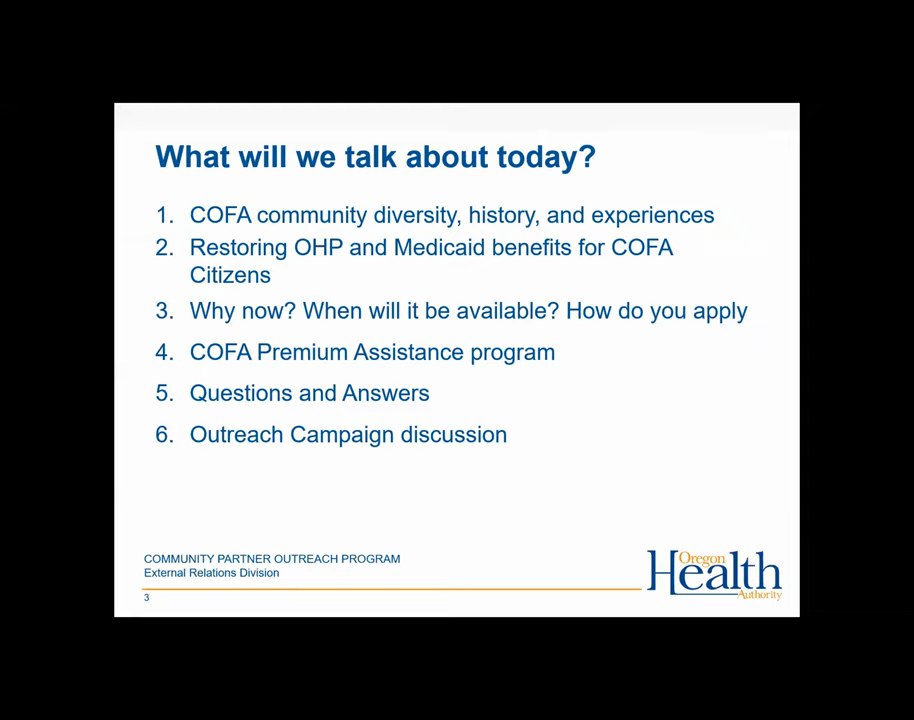 What will we talk about today?
1. COFA community diversity, history, and experiences
2. Restoring OHP and Medicaid benefits for COFA
Citizens
3. Why now? When will it be available? How do you apply
4. COFA Premium Assistance program
5. Questions and Answers
6. Outreach Campaign discussion
COMMUNITY PARTNER OUTREACH PROGRAM
External Relations Division
3
Oregon
Health
Authority